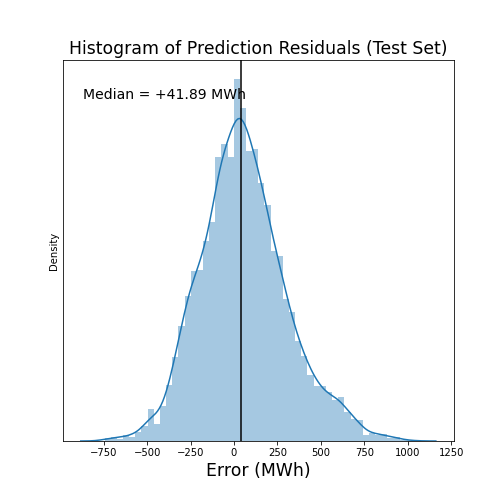 Histogram of Prediction Residuals (Test Set)
Median = +41.89 MWh
Density
−750 −500 −250 0 250 500 750 1000 1250
Error (MWh)